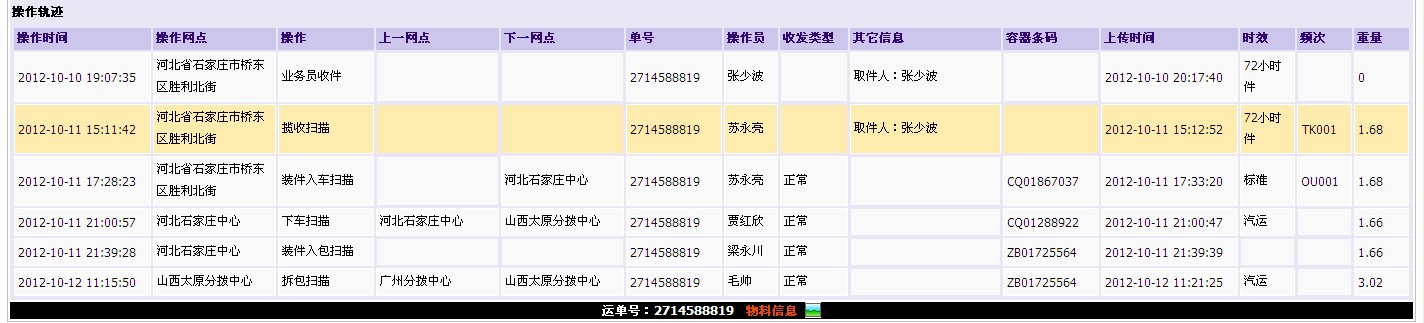 操作轨迹
操作时间 操作网点 操作 上一网点 下一网点 单号 操作员 收发类型 其它信息 容器条码 上传时间 时效 频次 重量
2012-10-10 19:07:35 河北省石家庄市桥东区胜利北街 业务员收件 2714588819 张少波 取件人：张少波 2012-10-10 20:17:40 72小时件 0
2012-10-11 15:11:42 河北省石家庄市桥东区胜利北街 揽收扫描 2714588819 苏永亮 取件人：张少波 2012-10-11 15:12:52 72小时件 TK001 1.68
2012-10-11 17:28:23 河北省石家庄市桥东区胜利北街 装件入车扫描 河北石家庄中心 2714588819 苏永亮 正常 CQ01867037 2012-10-11 17:33:20 标准 OU001 1.68
2012-10-11 21:00:57 河北石家庄中心 下车扫描 河北石家庄中心 山西太原分拨中心 2714588819 贾红欣 正常 CQ01288922 2012-10-11 21:00:47 汽运 1.66
2012-10-11 21:39:28 河北石家庄中心 装件入包扫描 2714588819 梁永川 正常 ZB01725564 2012-10-11 21:39:39 1.66
2012-10-12 11:15:50 山西太原分拨中心 拆包扫描 广州分拨中心 山西太原分拨中心 2714588819 毛帅 正常 ZB01725564 2012-10-12 11:21:25 汽运 3.02
运单号：2714588819 物料信息